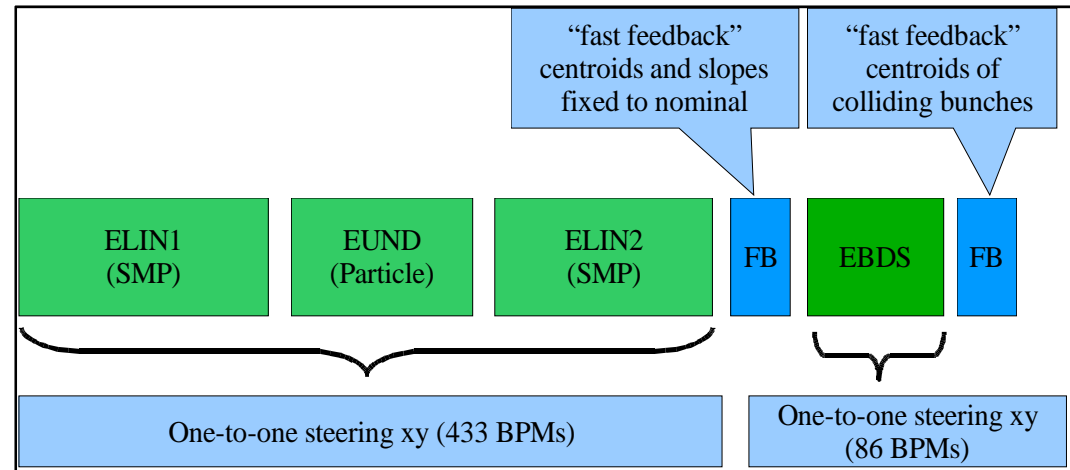 “fast feedback”
centroids and slopes
fixed to nominal
“fast feedback”
centroids of
colliding bunches
ELIN1
(SMP)
EUND
(Particle)
ELIN2
(SMP)
FB
EBDS
FB
One-to-one steering xy (433 BPMs)
One-to-one steering xy
(86 BPMs)